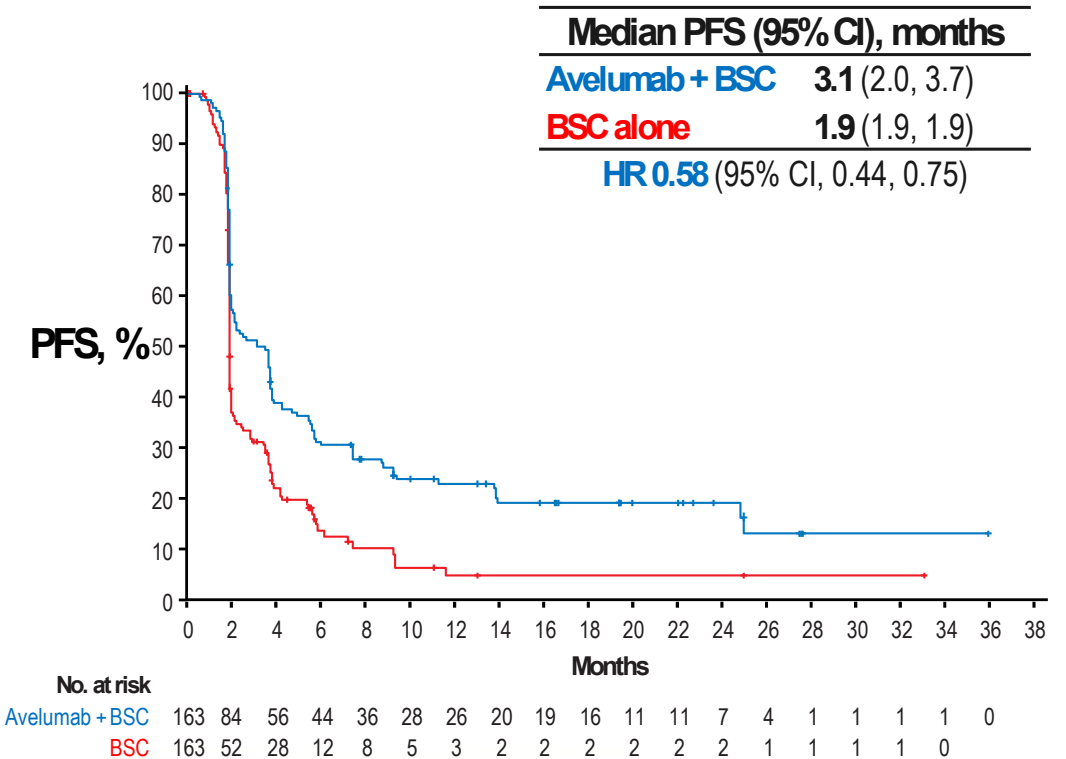 Median PFS (95% CI), months
Avelumab + BSC 3.1 (2.0, 3.7)
BSC alone 1.9 (1.9, 1.9)
HR 0.58 (95% CI, 0.44, 0.75)
100
90
80
70
60
PFS, % 50
40
30
20
10
0
0 2 4 6 8 10 12 14 16 18 20 22 24 26 28 30 32 34 36 38
Months
No. at risk
Avelumab + BSC 163 84 56 44 36 28 26 20 19 16 11 11 7 4 1 1 1 1 0
BSC 163 52 28 12 8 5 3 2 2 2 2 2 2 1 1 1 1 0